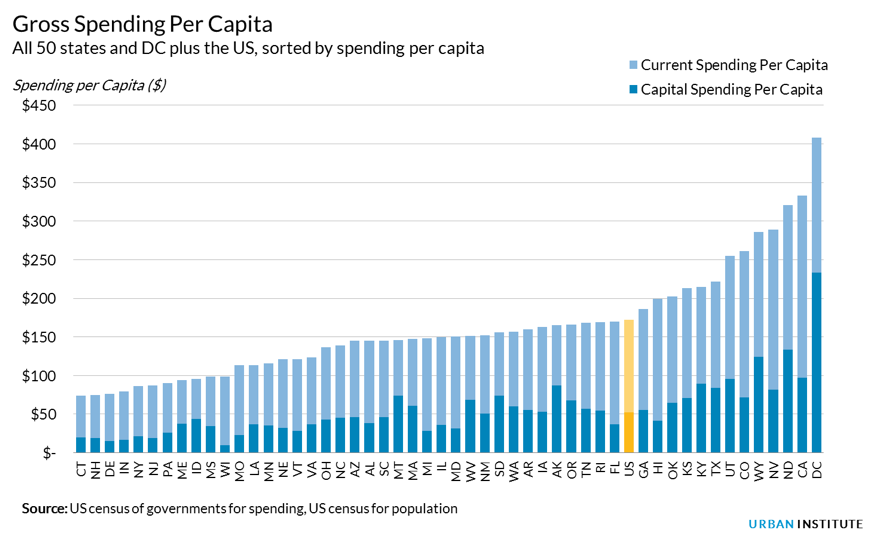 Gross Spending Per Capita
All 50 states and DC plus the US, sorted by spending per capita
Current Spending Per Capita
Capital Spending Per Capita
Spending per Capita ($)
$450
$400
$350
$300
$250
$200
$150
$100
$50
$-
CT NH DE IN NY NJ PA ME ID MS WI MO LA MN NE VT VA OH NC AZ AL SC MT MA MI IL MD WV NM SD WA AR IA AK OR TN RI FL US GA HI OK KS KY TX UT CO WY NV ND CA DC
Source: US census of governments for spending, US census for population
URBAN INSTITUTE